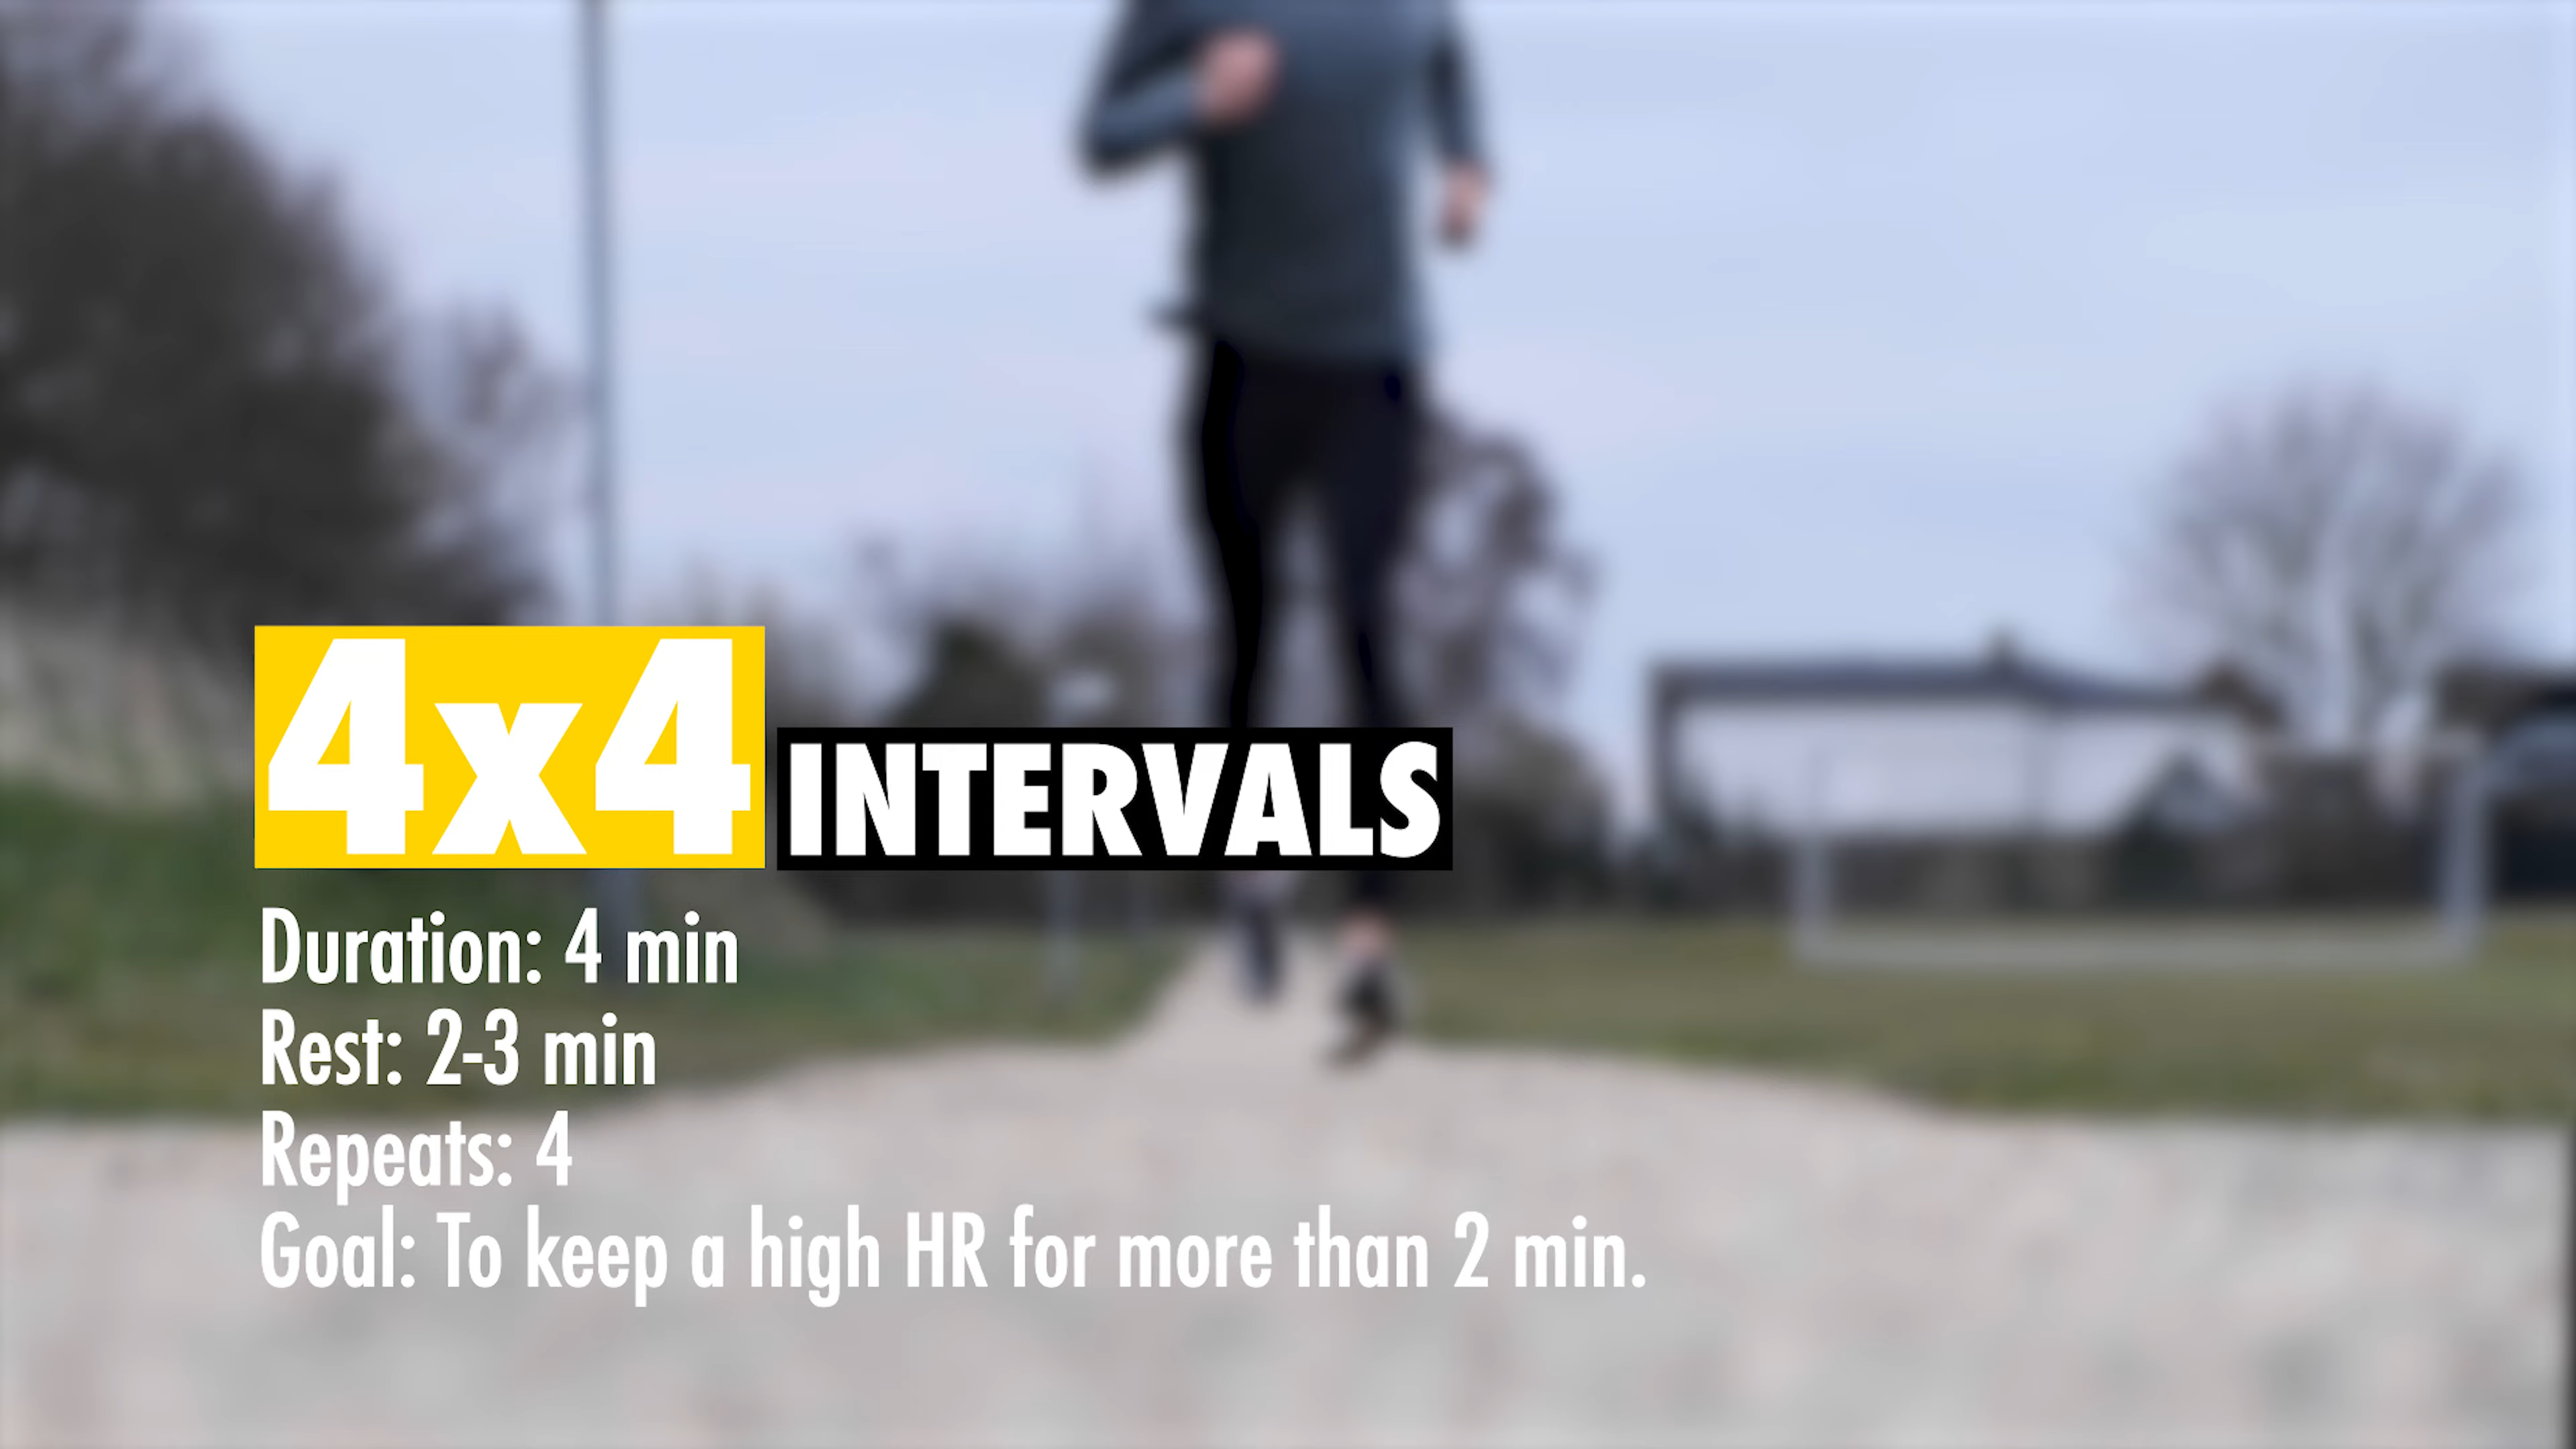 4x4 INTERVALS
Duration: 4 min
Rest: 2-3 min
Repeats: 4
Goal: To keep a high HR for more than 2 min.